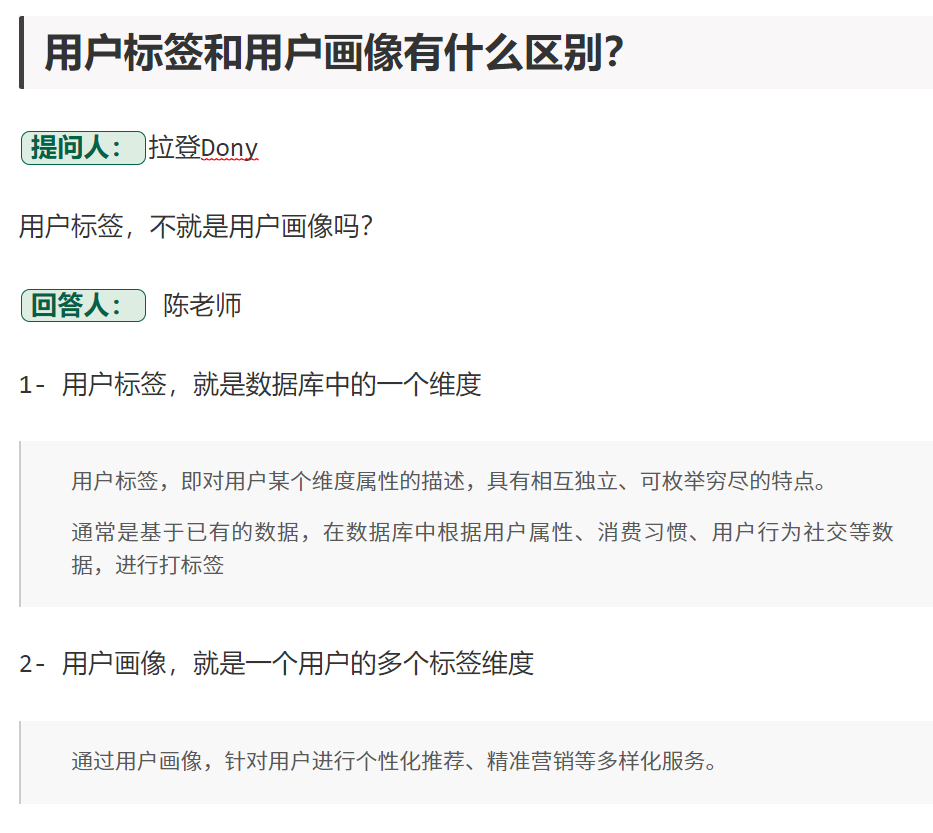 用户标签和用户画像有什么区别？
提问人：拉登Dony
用户标签，不就是用户画像吗？
回答人： 陈老师
1- 用户标签，就是数据库中的一个维度
用户标签，即对用户某个维度属性的描述，具有相互独立、可枚举穷尽的特点。
通常是基于已有的数据，在数据库中根据用户属性、消费习惯、用户行为社交等数
据，进行打标签
2- 用户画像，就是一个用户的多个标签维度
通过用户画像，针对用户进行个性化推荐、精准营销等多样化服务。